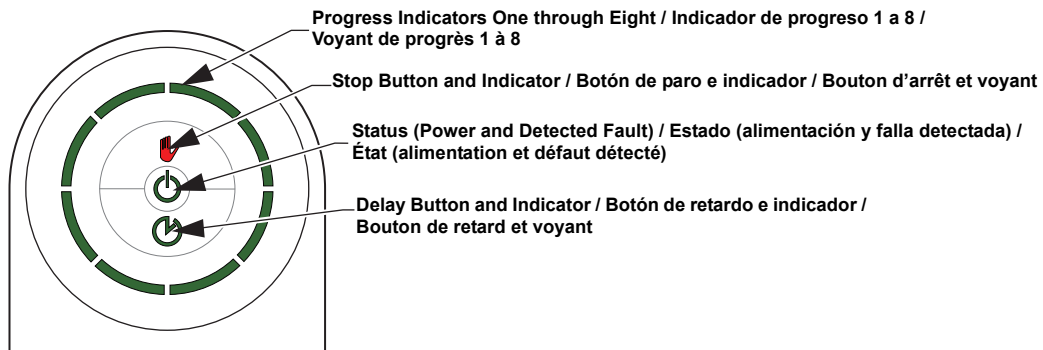 Progress Indicators One through Eight / Indicador de progreso 1 a 8 /
Voyant de progrès 1 à 8
Stop Button and Indicator / Botón de paro e indicador / Bouton d’arrêt et voyant
Status (Power and Detected Fault) / Estado (alimentación y falla detectada) /
État (alimentation et défaut détecté)
Delay Button and Indicator / Botón de retardo e indicador /
Bouton de retard et voyant